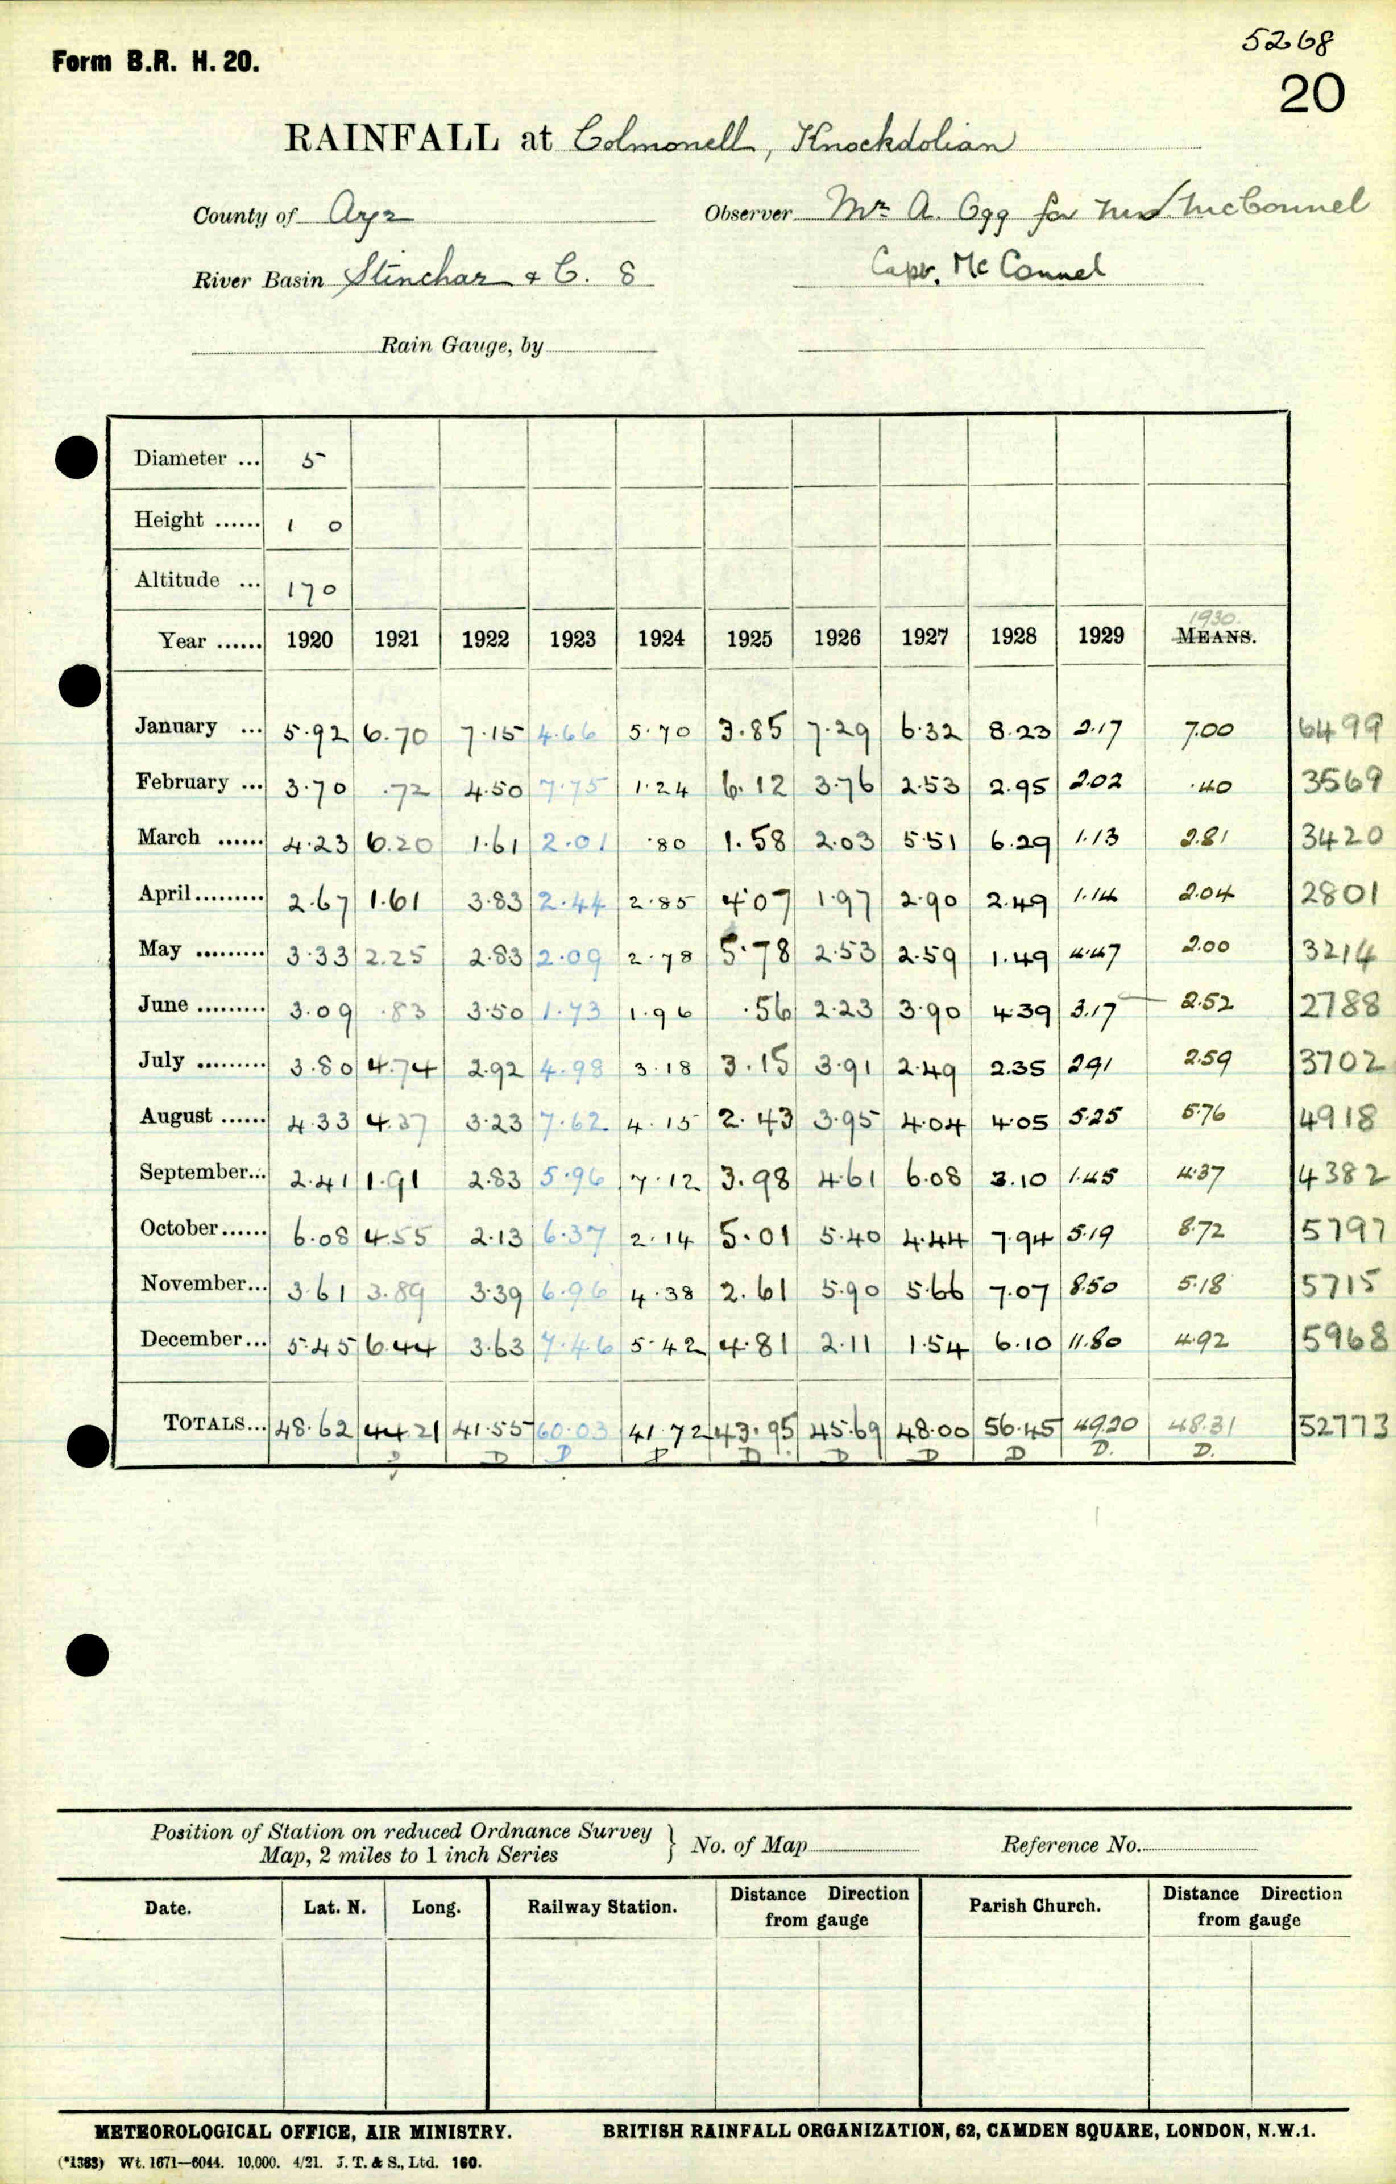 5268
Form B.R. H. 20.
20
RAINFALL at Colmonell, Knockdolian
County of Ayr Observer Mr A. Ogg for Mrs McConnel
River Basin Stinchar & C. 8 Capt. McConnel
Rain Gauge, by
Diameter ... 5
Height ...... 1 0
Altitude ... 170
1930.
Year ...... 1920 1921 1922 1923 1924 1925 1926 1927 1928 1929 MEANS.
January ... 5.92 6.70 7.15 4.66 5.70 3.85 7.29 6.32 8.23 2.17 7.00 6499
February ... 3.70 .72 4.50 7.75 1.24 6.12 3.76 2.53 2.95 2.02 .40 3569
March ...... 4.23 6.20 1.61 2.01 .80 1.58 2.03 5.51 6.29 1.13 2.81 3420
April......... 2.67 1.61 3.83 2.44 2.85 4.07 1.97 2.90 2.49 1.14 2.04 2801
May ......... 3.33 2.25 2.83 2.09 2.78 5.78 2.53 2.59 1.49 4.47 2.00 3214
June ......... 3.09 .83 3.50 1.73 1.96 .56 2.23 3.90 4.39 3.17 2.52 2788
July ......... 3.80 4.74 2.92 4.98 3.18 3.15 3.91 2.49 2.35 2.91 2.59 3702
August ...... 4.33 4.37 3.23 7.62 4.15 2.43 3.95 4.04 4.05 5.25 5.76 4918
September... 2.41 1.91 2.83 5.96 7.12 3.98 4.61 6.08 3.10 1.45 4.37 4382
October...... 6.08 4.55 2.13 6.37 2.14 5.01 5.40 4.44 7.94 5.19 8.72 5797
November... 3.61 3.89 3.39 6.96 4.38 2.61 5.90 5.66 7.07 8.50 5.18 5715
December... 5.45 6.44 3.63 7.46 5.42 4.81 2.11 1.54 6.10 11.80 4.92 5968
TOTALS... 48.62 44.21 41.55 60.03 41.72 43.95 45.69 48.00 56.45 49.20 48.31 52773
D D D D D D D D D. D.
Position of Station on reduced Ordnance Survey } No. of Map Reference No.
Map, 2 miles to 1 inch Series
Date. Lat. N. Long. Railway Station. Distance Direction from gauge Parish Church. Distance Direction from gauge
METEOROLOGICAL OFFICE, AIR MINISTRY. BRITISH RAINFALL ORGANIZATION, 62, CAMDEN SQUARE, LONDON, N.W.1.
(*1383) Wt. 1671—6044. 10,000. 4/21. J. T. & S., Ltd. 160.